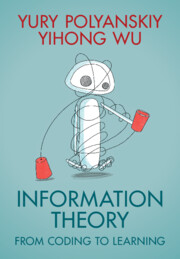 YURY POLYANSKIY
YIHONG WU
INFORMATION
THEORY
FROM CODING TO LEARNING